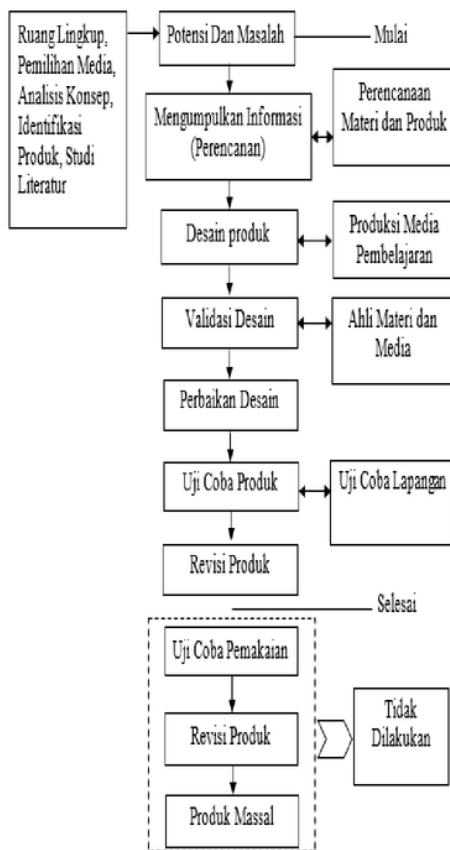 Ruang Lingkup,
Pemilihan Media,
Analisis Konsep,
Identifikasi
Produk, Studi
Literatur
Potensi Dan Masalah
Mulai
Mengumpulkan Informasi
(Perencanan)
Perencanaan
Materi dan Produk
Desain produk
Produksi Media
Pembelajaran
Validasi Desain
Ahli Materi dan
Media
Perbaikan Desain
Uji Coba Produk
Uji Coba Lapangan
Revisi Produk
Selesai
Uji Coba Pemakaian
Revisi Produk
Tidak
Dilakukan
Produk Massal